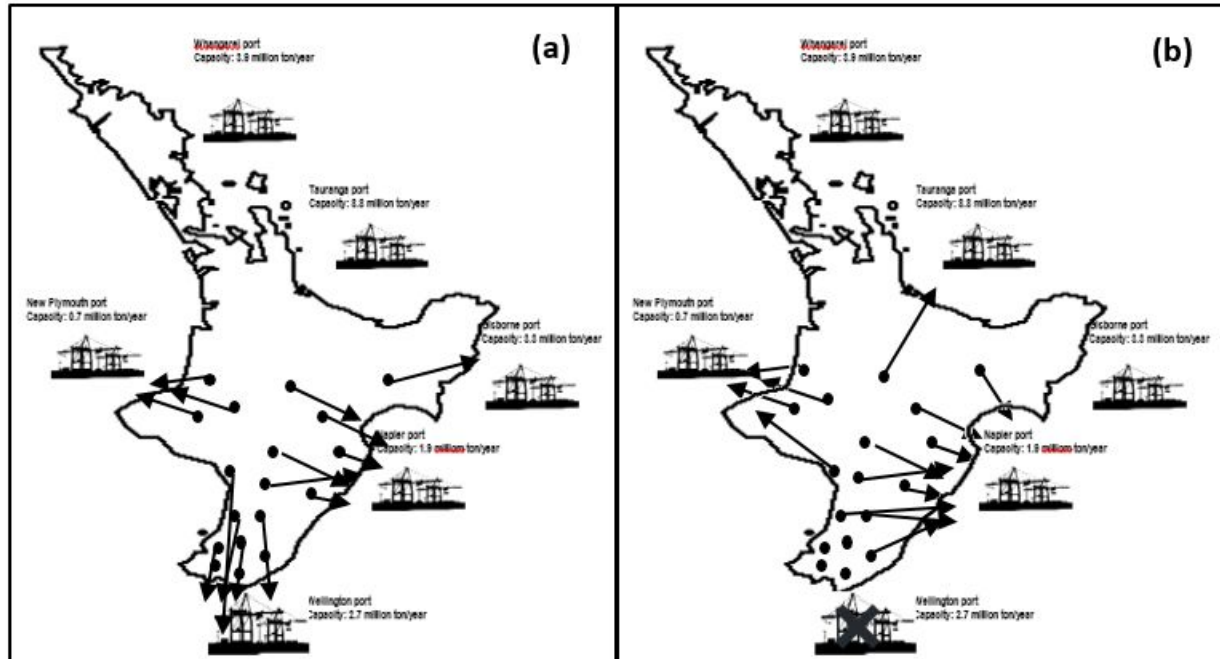 (a)
Whangarei port
Capacity: 3.9 million ton/year
Tauranga port
Capacity: 8.8 million ton/year
New Plymouth port
Capacity: 0.7 million ton/year
Gisborne port
Capacity: 3.3 million ton/year
Napier port
Capacity: 1.9 million ton/year
Wellington port
Capacity: 2.7 million ton/year
(b)
Whangarei port
Capacity: 3.9 million ton/year
Tauranga port
Capacity: 8.8 million ton/year
New Plymouth port
Capacity: 0.7 million ton/year
Gisborne port
Capacity: 3.3 million ton/year
Napier port
Capacity: 1.9 million ton/year
Wellington port
Capacity: 2.7 million ton/year